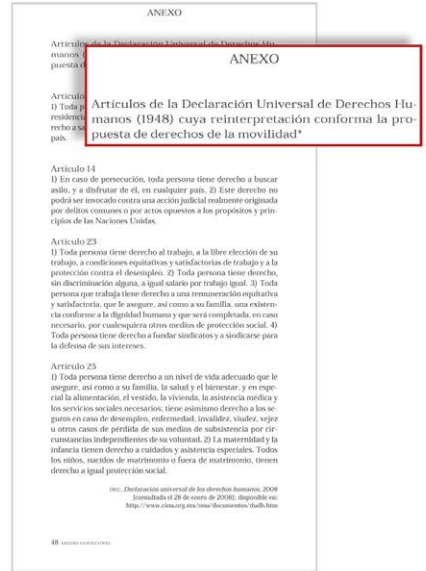 ANEXO
Artículos de la Declaración Universal de Derechos Hu-
manos
puesta d
ANEXO
Artículos de la Declaración Universal de Derechos Hu-
manos (1948) cuya reinterpretación conforma la pro-
puesta de derechos de la movilidad*
Artículo
1) Toda p
residenci
recho a sa
país.
Artículo 14
1) En caso de persecución, toda persona tiene derecho a buscar
asilo, y a disfrutar de él, en cualquier país. 2) Este derecho no
podrá ser invocado contra una acción judicial realmente originada
por delitos comunes o por actos opuestos a los propósitos y prin-
cipios de las Naciones Unidas.
Artículo 23
1) Toda persona tiene derecho al trabajo, a la libre elección de su
trabajo, a condiciones equitativas y satisfactorias de trabajo y a la
protección contra el desempleo. 2) Toda persona tiene derecho,
sin discriminación alguna, a igual salario por trabajo igual. 3) Toda
persona que trabaja tiene derecho a una remuneración equitativa
y satisfactoria, que le asegure, así como a su familia, una existen-
cia conforme a la dignidad humana y que será completada, en caso
necesario, por cualesquiera otros medios de protección social. 4)
Toda persona tiene derecho a fundar sindicatos y a sindicarse para
la defensa de sus intereses.
Artículo 25
1) Toda persona tiene derecho a un nivel de vida adecuado que le
asegure, así como a su familia, la salud y el bienestar, y en espe-
cial la alimentación, el vestido, la vivienda, la asistencia médica y
los servicios sociales necesarios; tiene asimismo derecho a los se-
guros en caso de desempleo, enfermedad, invalidez, viudez, vejez
u otros casos de pérdida de sus medios de subsistencia por cir-
cunstancias independientes de su voluntad. 2) La maternidad y la
infancia tienen derecho a cuidados y asistencia especiales. Todos
los niños, nacidos de matrimonio o fuera de matrimonio, tienen
derecho a igual protección social.
Declaración universal de los derechos humanos, 2008
[consultada el 28 de enero de 2008]; disponible en:
48